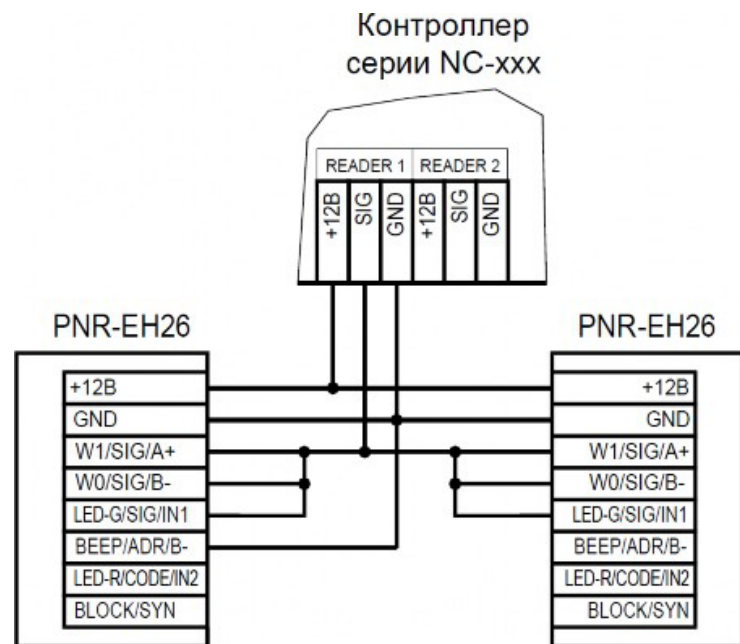 Контроллер
серии NC-xxx
READER 1 READER 2
+12В SIG GND +12В SIG GND
PNR-EH26
+12В
GND
W1/SIG/A+
W0/SIG/B-
LED-G/SIG/IN1
BEEP/ADR/B-
LED-R/CODE/IN2
BLOCK/SYN
PNR-EH26
+12В
GND
W1/SIG/A+
W0/SIG/B-
LED-G/SIG/IN1
BEEP/ADR/B-
LED-R/CODE/IN2
BLOCK/SYN